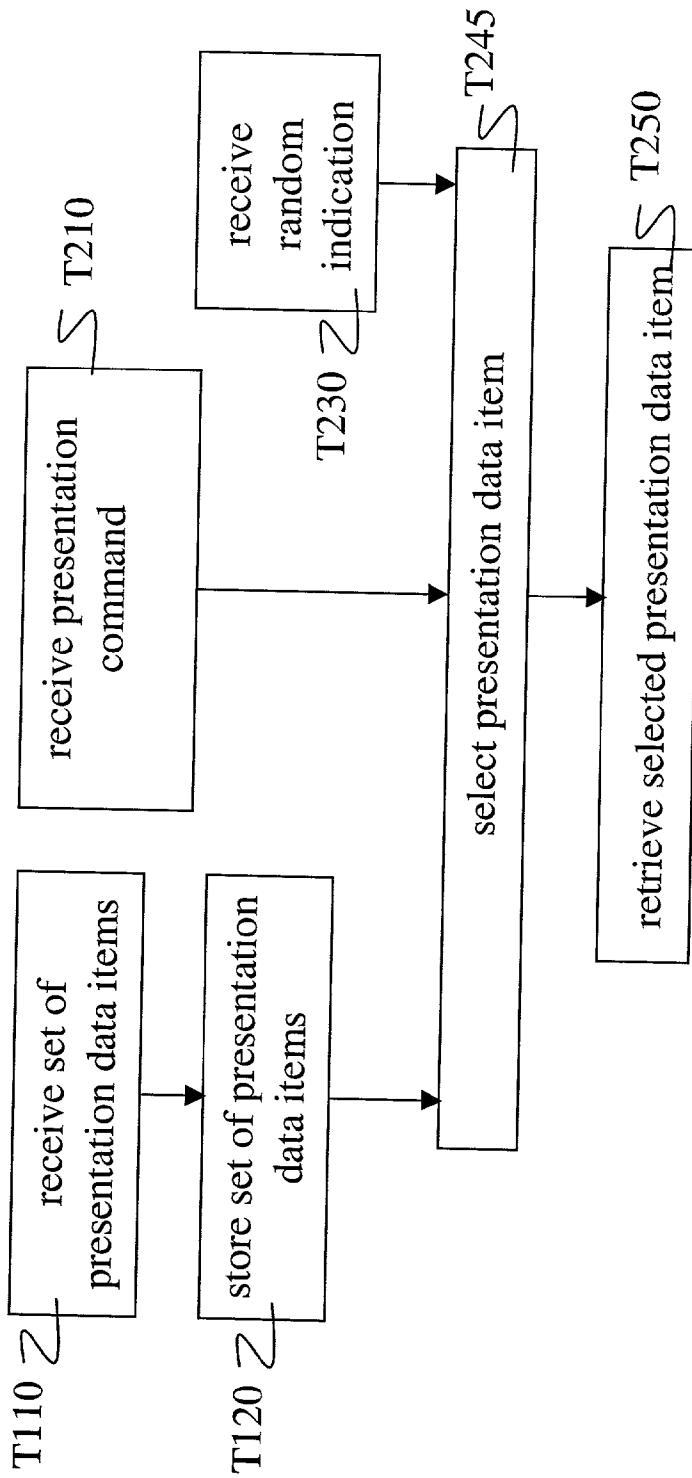 T110
receive set of
presentation data items
T120
store set of presentation
data items
receive presentation
command
T210
receive
random
indication
T230
select presentation data item
T245
retrieve selected presentation data item
T250